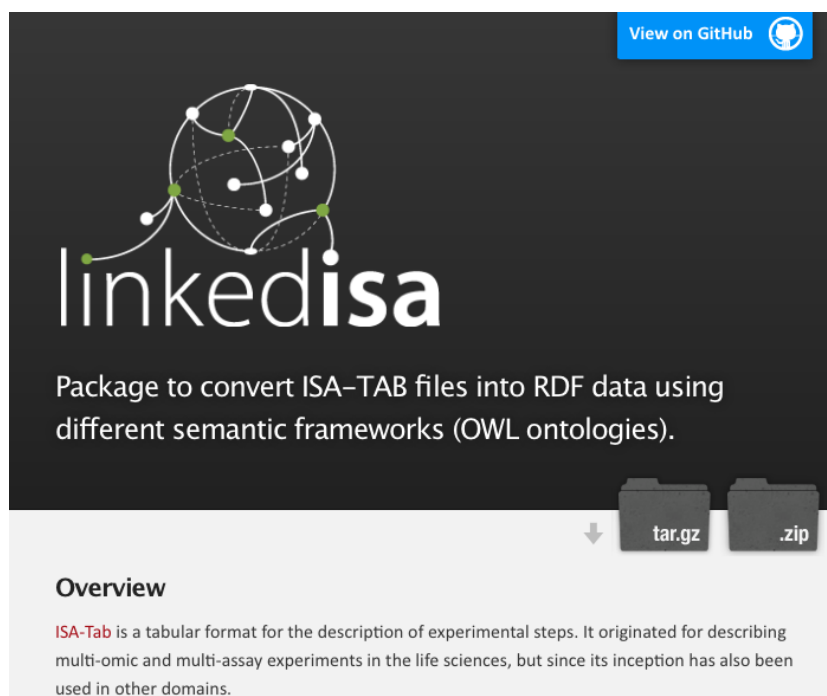 View on GitHub
linkedisa
Package to convert ISA-TAB files into RDF data using
different semantic frameworks (OWL ontologies).
tar.gz
.zip
Overview
ISA-Tab is a tabular format for the description of experimental steps. It originated for describing
multi-omic and multi-assay experiments in the life sciences, but since its inception has also been
used in other domains.